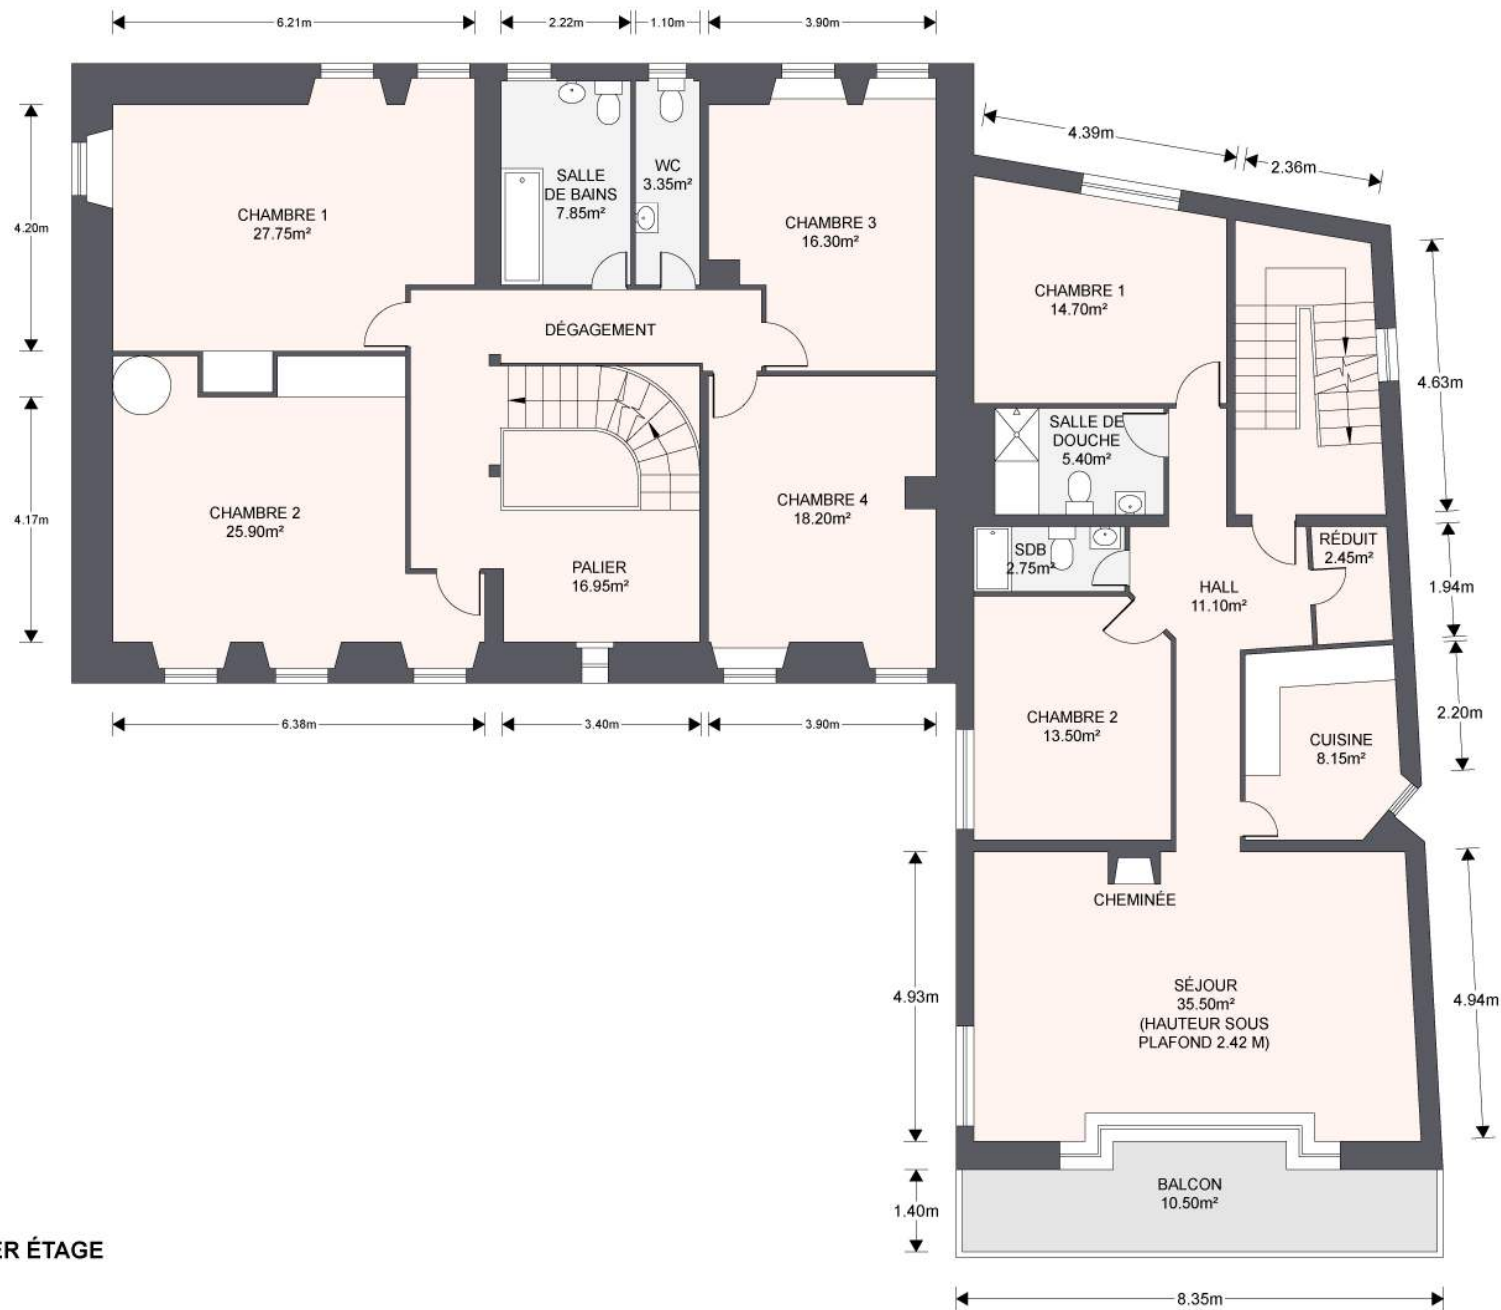 6.21m
2.22m
1.10m
3.90m
4.39m
2.36m
4.20m
4.17m
CHAMBRE 1
27.75m²
SALLE
DE BAINS
7.85m²
WC
3.35m²
CHAMBRE 3
16.30m²
DÉGAGEMENT
CHAMBRE 2
25.90m²
PALIER
16.95m²
CHAMBRE 4
18.20m²
6.38m
3.40m
3.90m
CHAMBRE 1
14.70m²
4.63m
SALLE DE
DOUCHE
5.40m²
SDB
2.75m²
RÉDUIT
2.45m²
HALL
11.10m²
1.94m
CHAMBRE 2
13.50m²
CUISINE
8.15m²
2.20m
CHEMINÉE
SÉJOUR
35.50m²
(HAUTEUR SOUS
PLAFOND 2.42 M)
4.93m
4.94m
BALCON
10.50m²
1.40m
8.35m
ER ÉTAGE